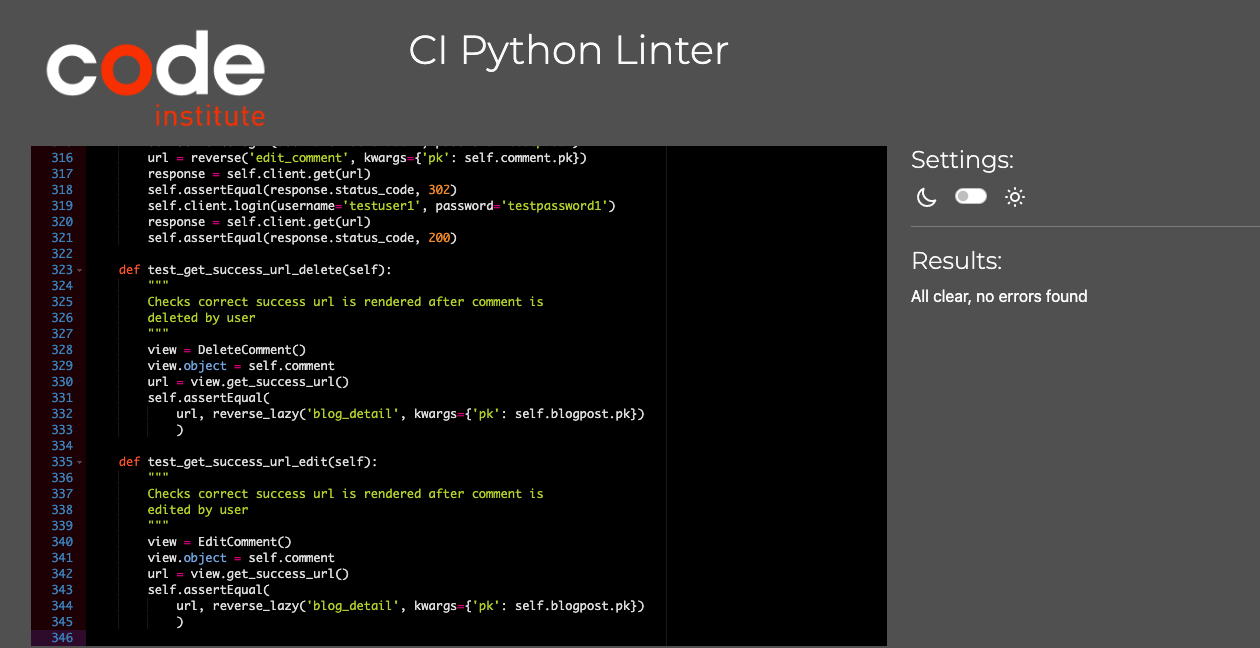 code
institute
CI Python Linter
316 url = reverse('edit_comment', kwargs={'pk': self.comment.pk})
317 response = self.client.get(url)
318 self.assertEqual(response.status_code, 302)
319 self.client.login(username='testuser1', password='testpassword1')
320 response = self.client.get(url)
321 self.assertEqual(response.status_code, 200)
322
323 def test_get_success_url_delete(self):
324 """
325 Checks correct success url is rendered after comment is
326 deleted by user
327 """
328 view = DeleteComment()
329 view.object = self.comment
330 url = view.get_success_url()
331 self.assertEqual(
332 url, reverse_lazy('blog_detail', kwargs={'pk': self.blogpost.pk})
333 )
334
335 def test_get_success_url_edit(self):
336 """
337 Checks correct success url is rendered after comment is
338 edited by user
339 """
340 view = EditComment()
341 view.object = self.comment
342 url = view.get_success_url()
343 self.assertEqual(
344 url, reverse_lazy('blog_detail', kwargs={'pk': self.blogpost.pk})
345 )
346
Settings:
Results:
All clear, no errors found